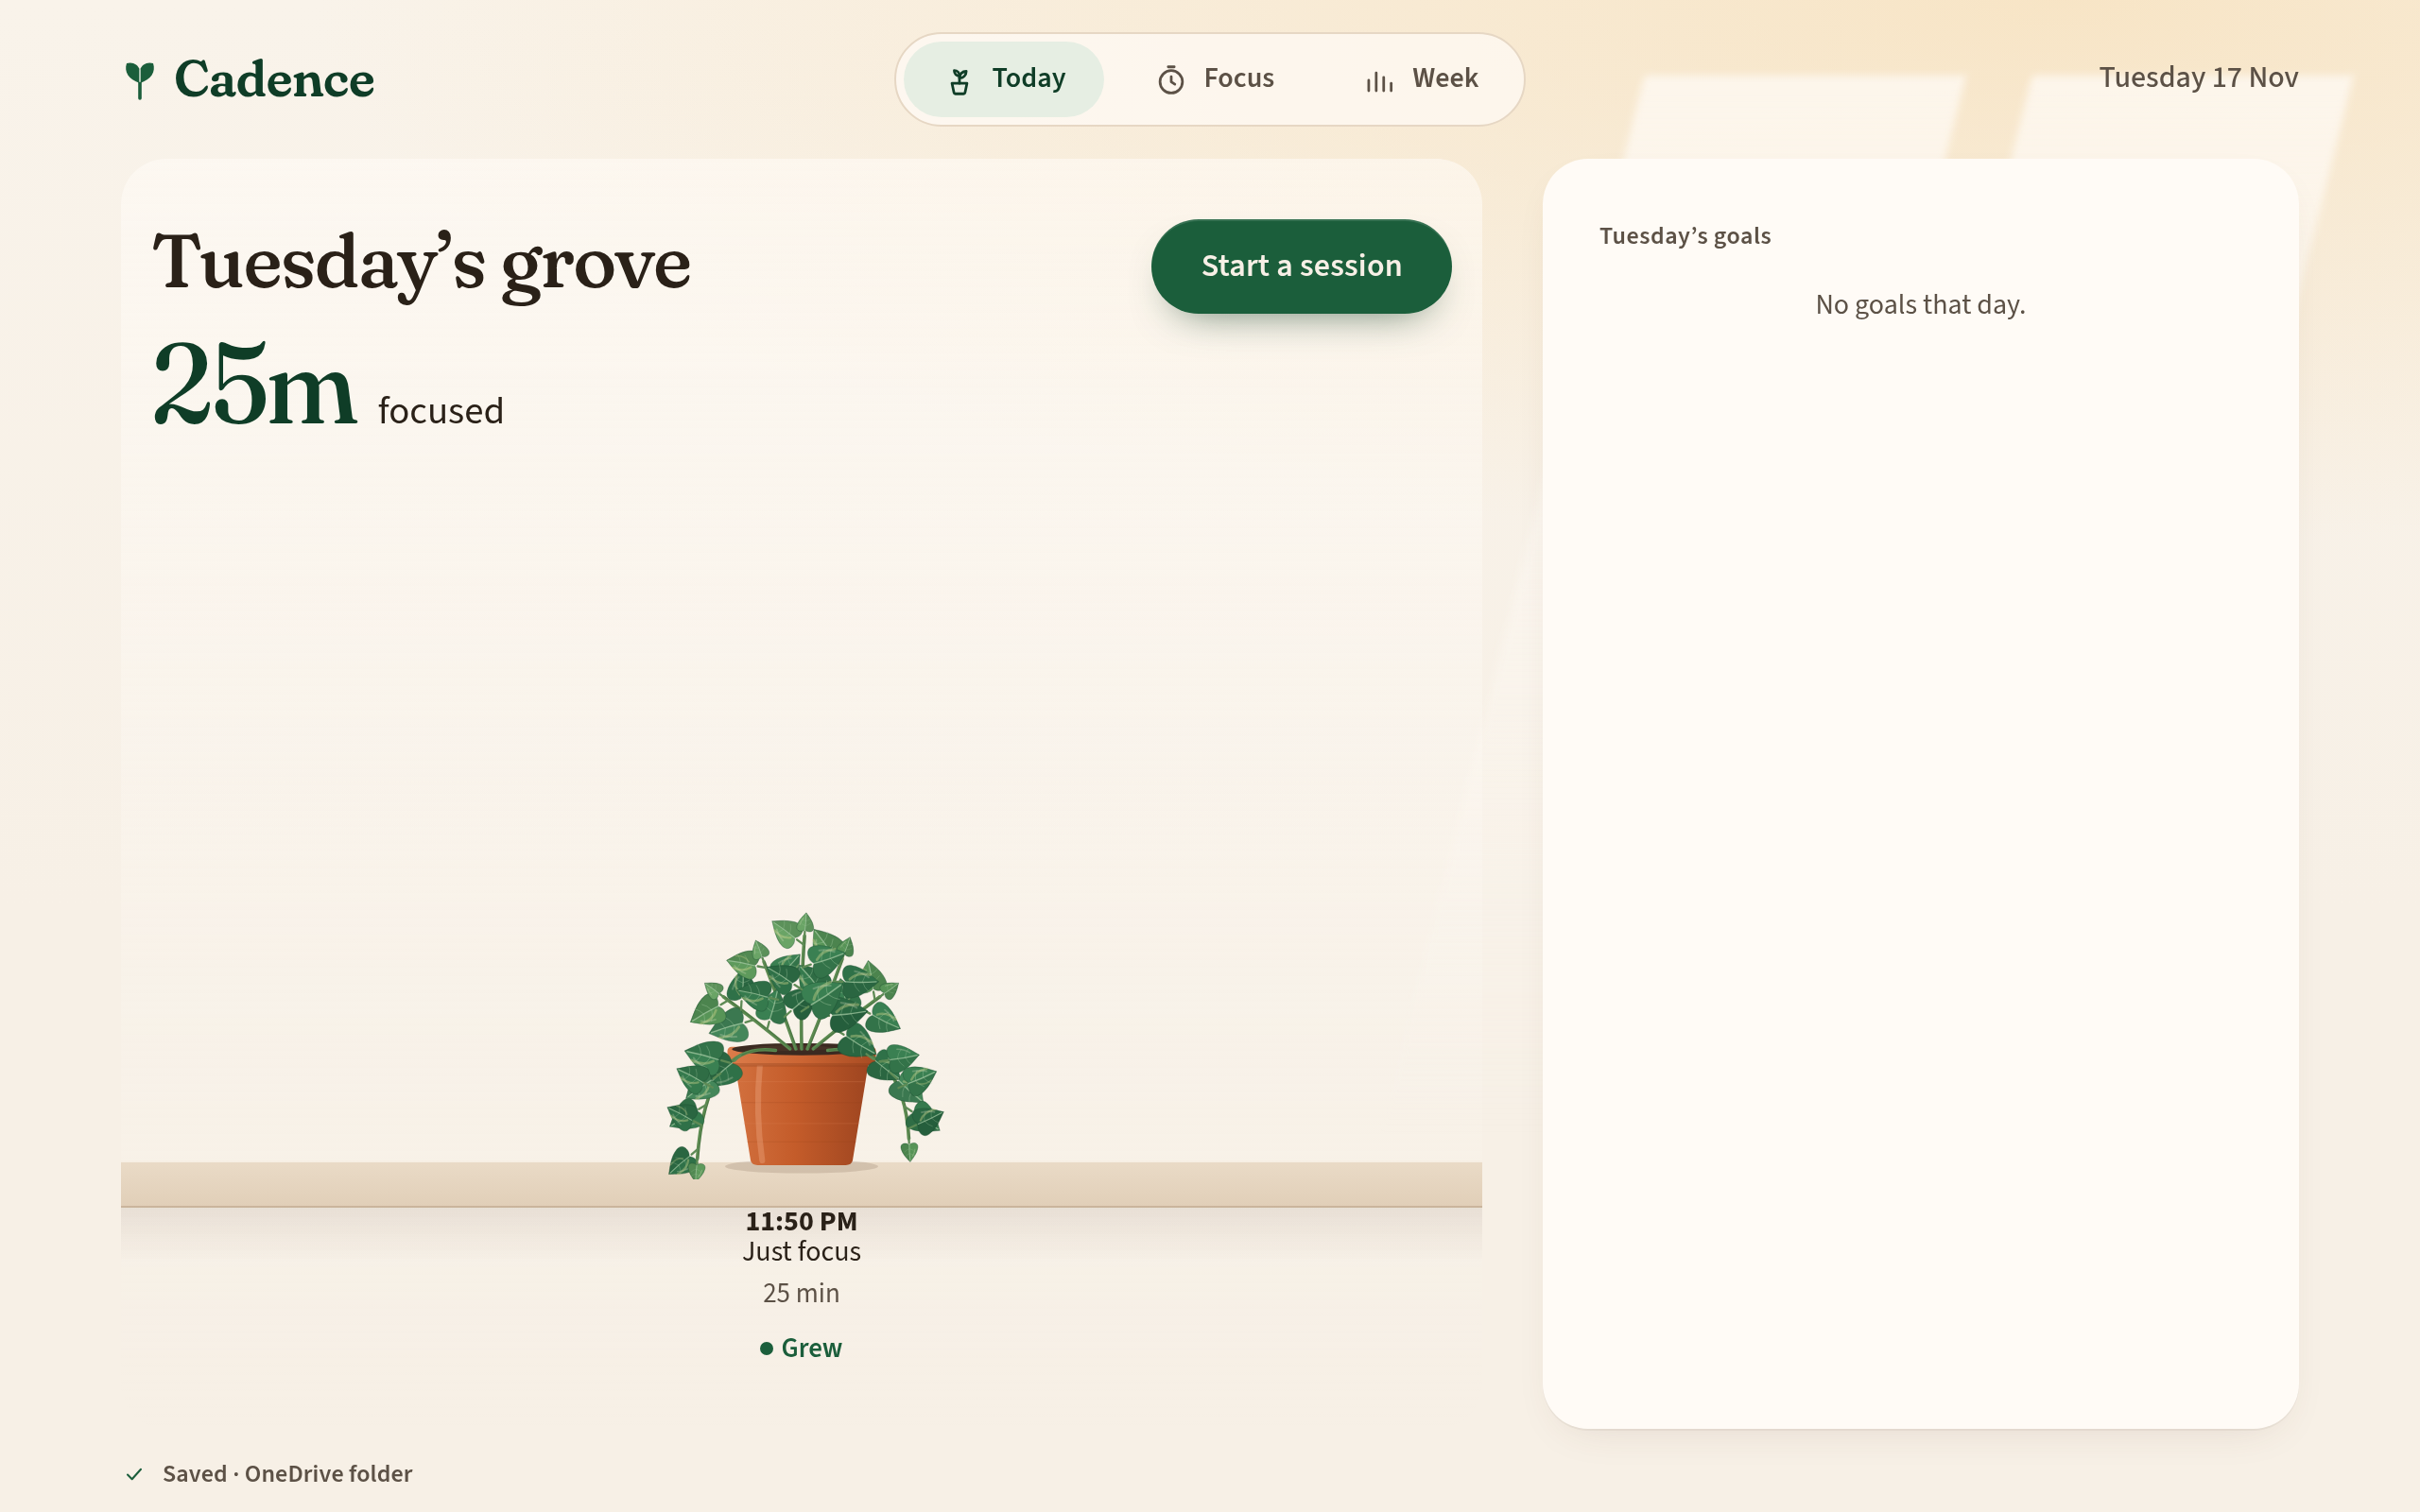 Cadence
Today
Focus
Week
Tuesday 17 Nov
Tuesday’s grove
Start a session
25m focused
11:50 PM
Just focus
25 min
Grew
Tuesday’s goals
No goals that day.
Saved · OneDrive folder